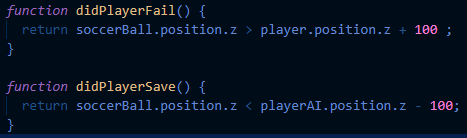 function didPlayerFail() {
  return soccerBall.position.z > player.position.z + 100 ;
}

function didPlayerSave() {
  return soccerBall.position.z < playerAI.position.z - 100;
}